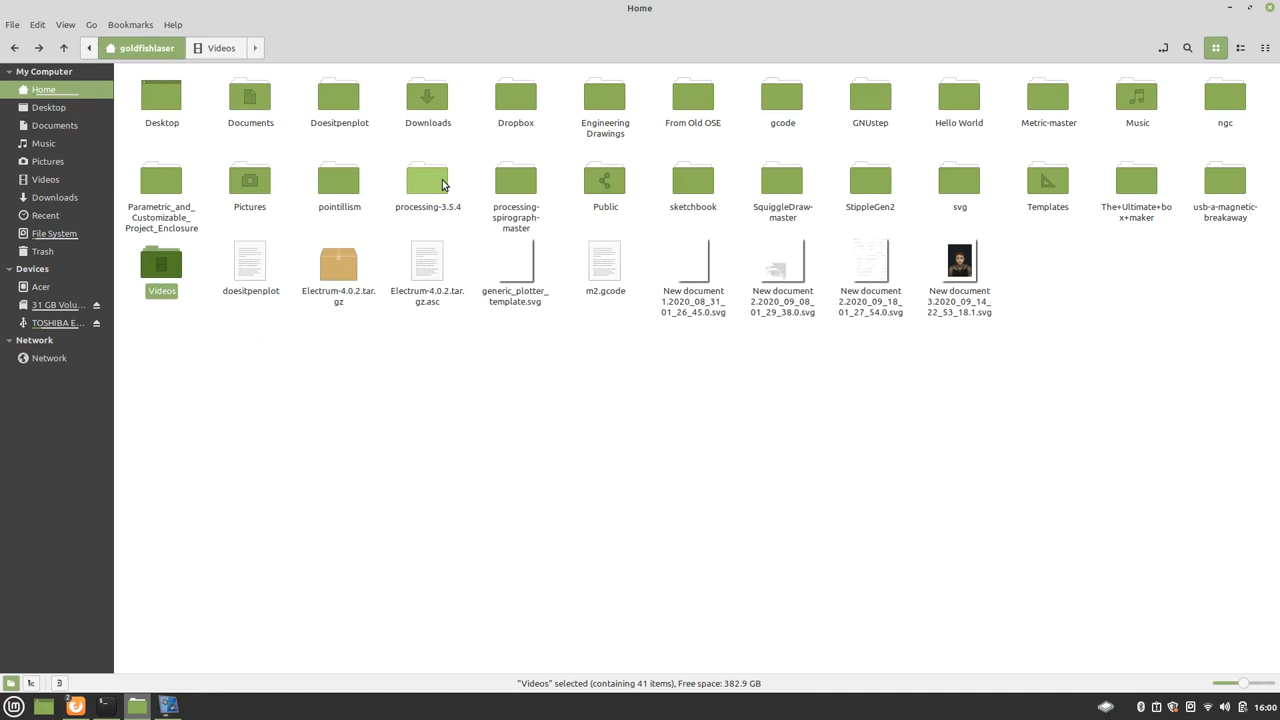 Home
File Edit View Go Bookmarks Help
goldfishlaser Videos
My Computer
Home
Desktop
Documents
Music
Pictures
Videos
Downloads
Recent
File System
Trash
Devices
Acer
31 GB Volu...
TOSHIBA E...
Network
Network
Desktop Documents Doesitpenplot Downloads Dropbox Engineering From Old OSE gcode GNUstep Hello World Metric-master Music ngc
Drawings
Parametric_and_ Pictures pointillism processing-3.5.4 processing- Public sketchbook SquiggleDraw- StippleGen2 svg Templates The+Ultimate+bo usb-a-magnetic-
Customizable_ spirograph- master x+maker breakaway
Project_Enclosure master
Videos doesitpenplot Electrum-4.0.2.tar. Electrum-4.0.2.tar. generic_plotter_ m2.gcode New document New document New document New document
gz gz.asc template.svg 1.2020_08_31_ 2.2020_09_08_ 2.2020_09_18_ 3.2020_09_14_
01_26_45.0.svg 01_29_38.0.svg 01_27_54.0.svg 22_53_18.1.svg
"Videos" selected (containing 41 items), Free space: 382.9 GB
2
16:00